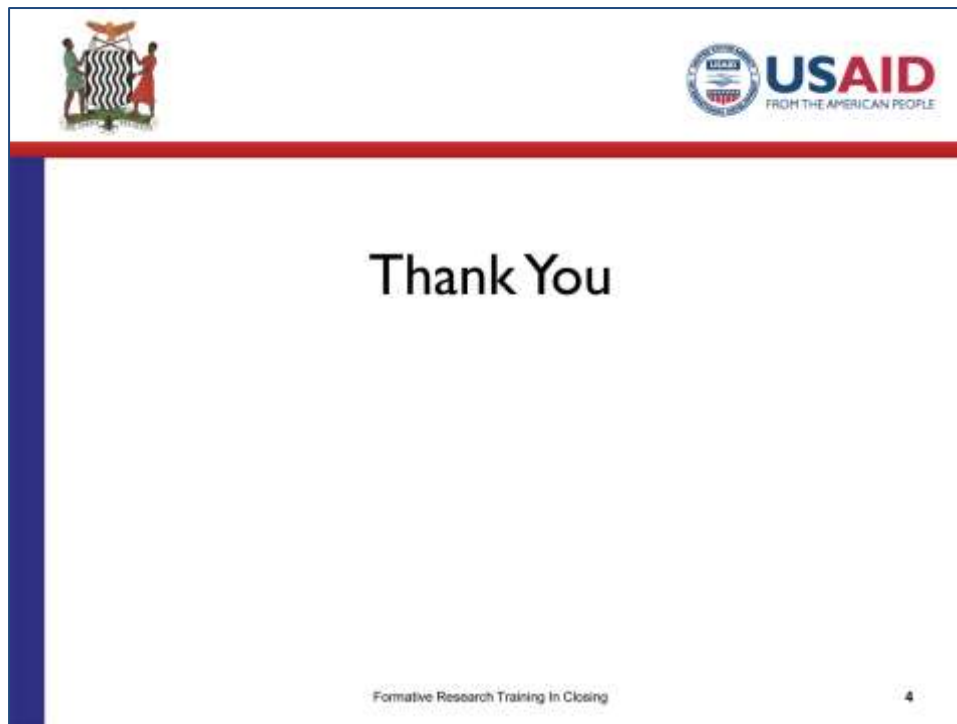 USAID
FROM THE AMERICAN PEOPLE
Thank You
Formative Research Training In Closing
4